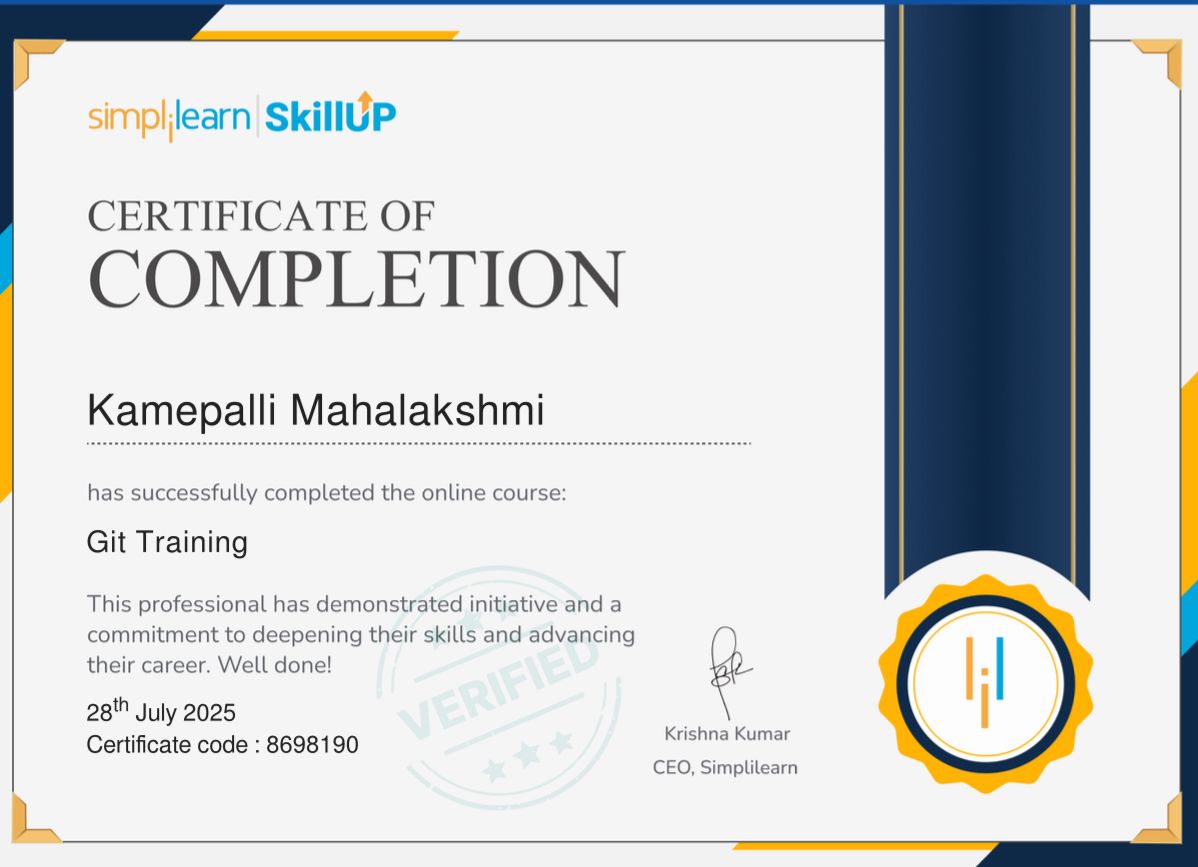 simplilearn | SkillUP
CERTIFICATE OF
COMPLETION
Kamepalli Mahalakshmi
has successfully completed the online course:
Git Training
This professional has demonstrated initiative and a
commitment to deepening their skills and advancing
their career. Well done!
28th July 2025
Certificate code : 8698190
VERIFIED
Krishna Kumar
CEO, Simplilearn